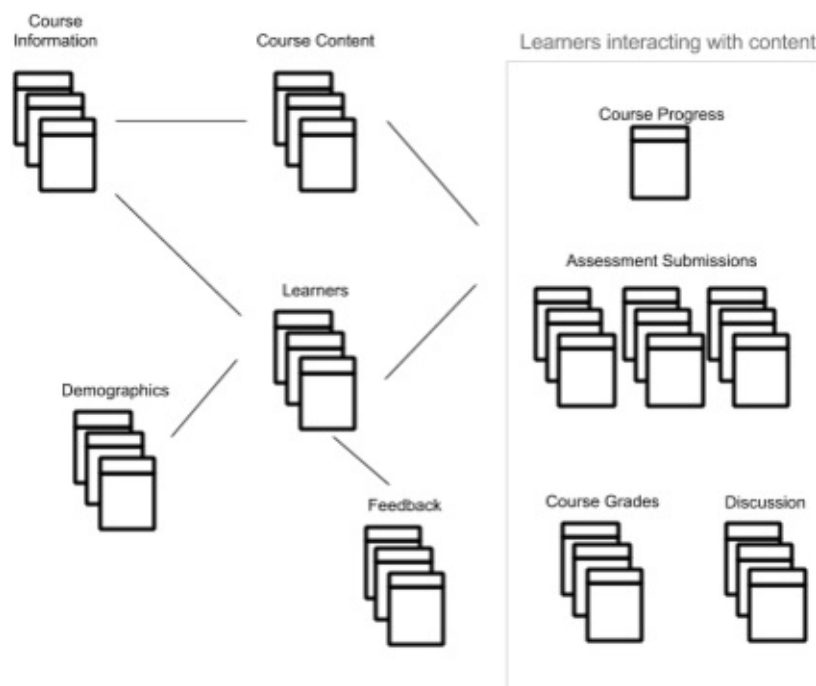 Course
Information
Course Content
Learners interacting with content
Course Progress
Assessment Submissions
Learners
Demographics
Feedback
Course Grades
Discussion